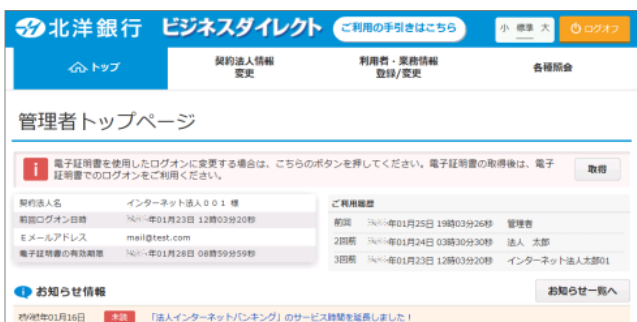 北洋銀行 ビジネスダイレクト ご利用の手引きはこちら 小 標準 大 ログオフ
トップ 契約法人情報 変更 利用者・業務情報 登録/変更 各種照会
管理者トップページ
電子証明書を使用したログオンに変更する場合は、こちらのボタンを押してください。電子証明書の取得後は、電子
証明書でのログオンをご利用ください。
取得
契約法人名 インターネット法人001 様
前回ログオン日時 年01月23日 12時03分20秒
Eメールアドレス mail@test.com
電子証明書の有効期限 年01月28日 08時59分59秒
ご利用履歴
前回 年01月25日 19時03分26秒 管理者
2回前 年01月24日 03時30分30秒 法人 太郎
3回前 年01月23日 12時03分20秒 インターネット法人太郎01
お知らせ情報 お知らせ一覧へ
年01月16日 未読 「法人インターネットバンキング」のサービス時間を延長しました！